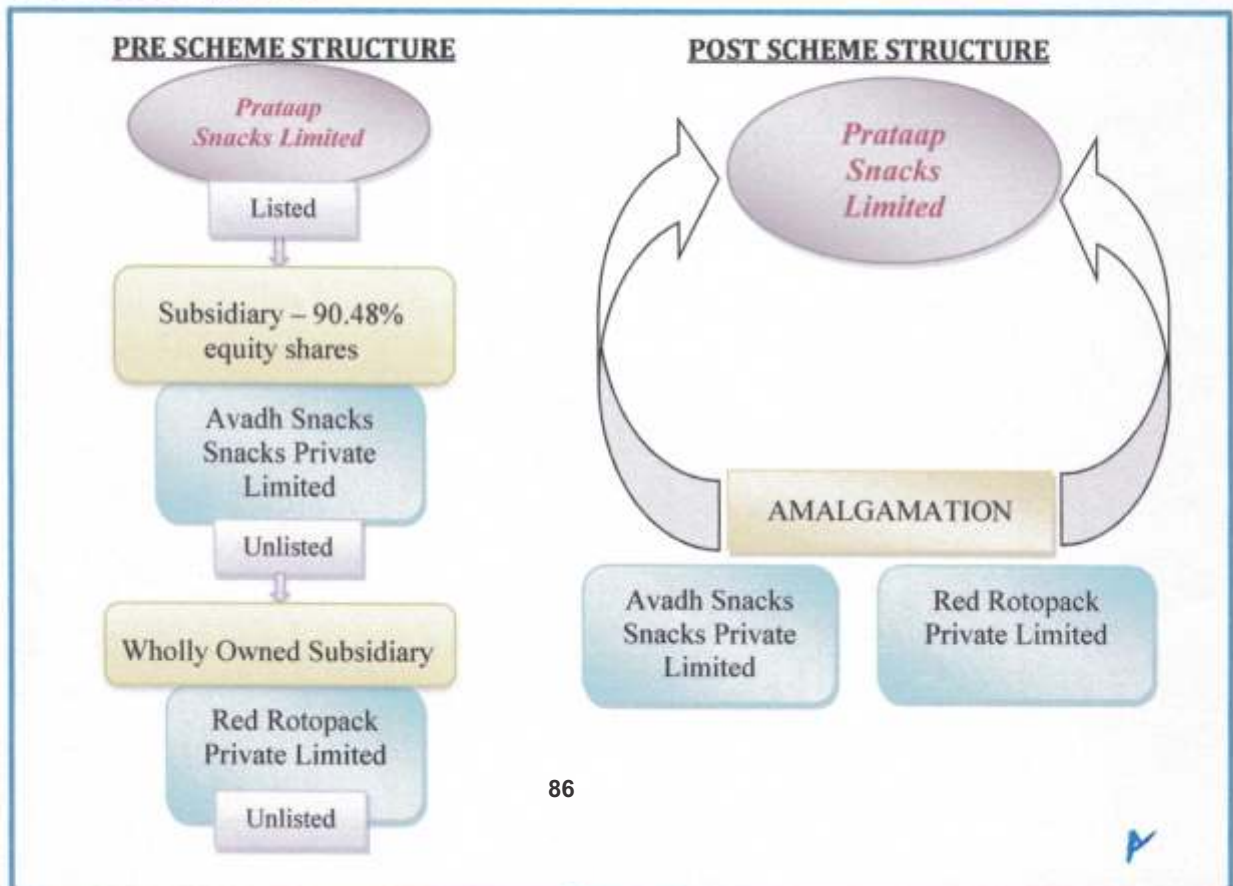 PRE SCHEME STRUCTURE
Prataap
Snacks Limited
Listed
Subsidiary – 90.48%
equity shares
Avadh Snacks
Snacks Private
Limited
Unlisted
Wholly Owned Subsidiary
Red Rotopack
Private Limited
Unlisted
POST SCHEME STRUCTURE
Prataap
Snacks
Limited
AMALGAMATION
Avadh Snacks
Snacks Private
Limited
Red Rotopack
Private Limited
86